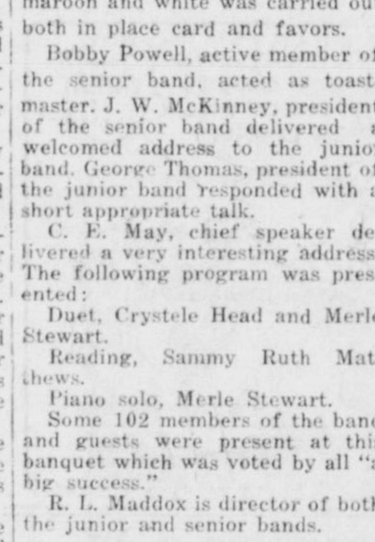 maroon and white was carried ou
both in place card and favors.
Bobby Powell, active member of
the senior band, acted as toast
master. J. W. McKinney, president
of the senior band delivered a
welcomed address to the junio
band. George Thomas, president o
the junior band responded with a
short appropriate talk.
C. E. May, chief speaker de
livered a very interesting address
The following program was pres
ented:
Duet, Crystele Head and Merle
Stewart.
Reading, Sammy Ruth Mat
thews.
Piano solo, Merle Stewart.
Some 102 members of the band
and guests were present at this
banquet which was voted by all "a
big success."
R. L. Maddox is director of both
the junior and senior bands.